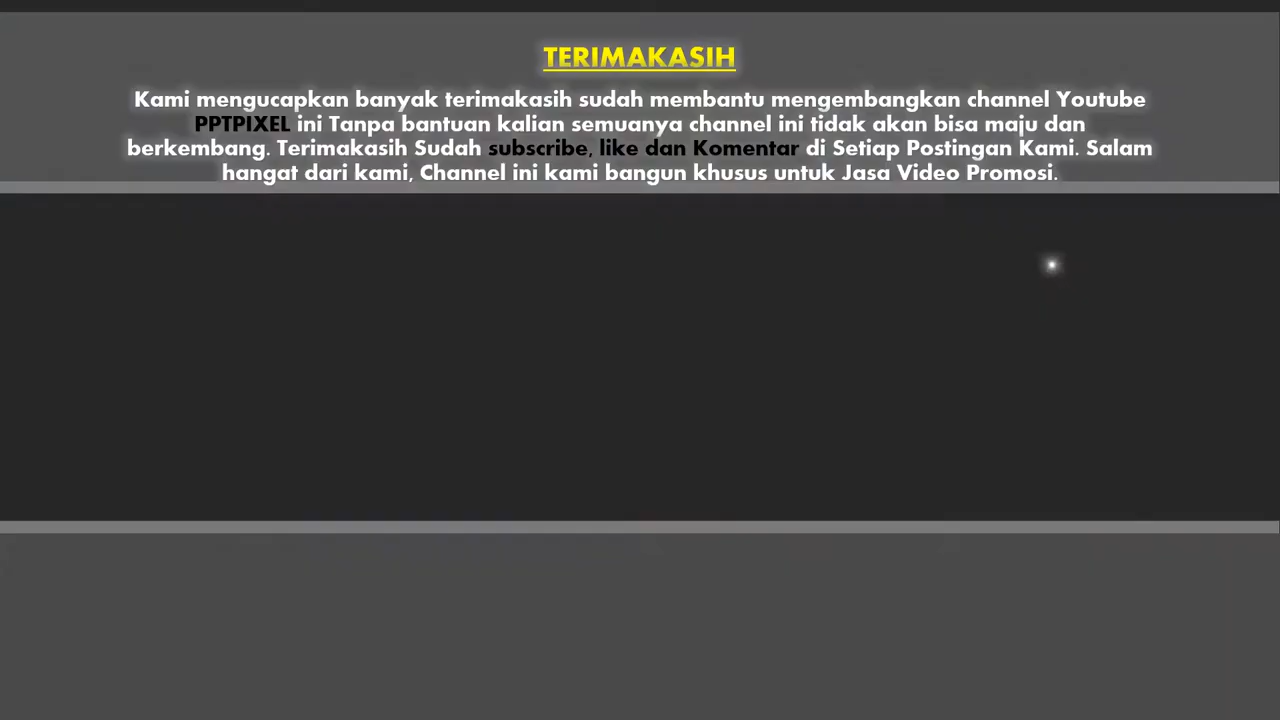 TERIMAKASIH
Kami mengucapkan banyak terimakasih sudah membantu mengembangkan channel Youtube
PPTPIXEL ini Tanpa bantuan kalian semuanya channel ini tidak akan bisa maju dan
berkembang. Terimakasih Sudah subscribe, like dan Komentar di Setiap Postingan Kami. Salam
hangat dari kami, Channel ini kami bangun khusus untuk Jasa Video Promosi.